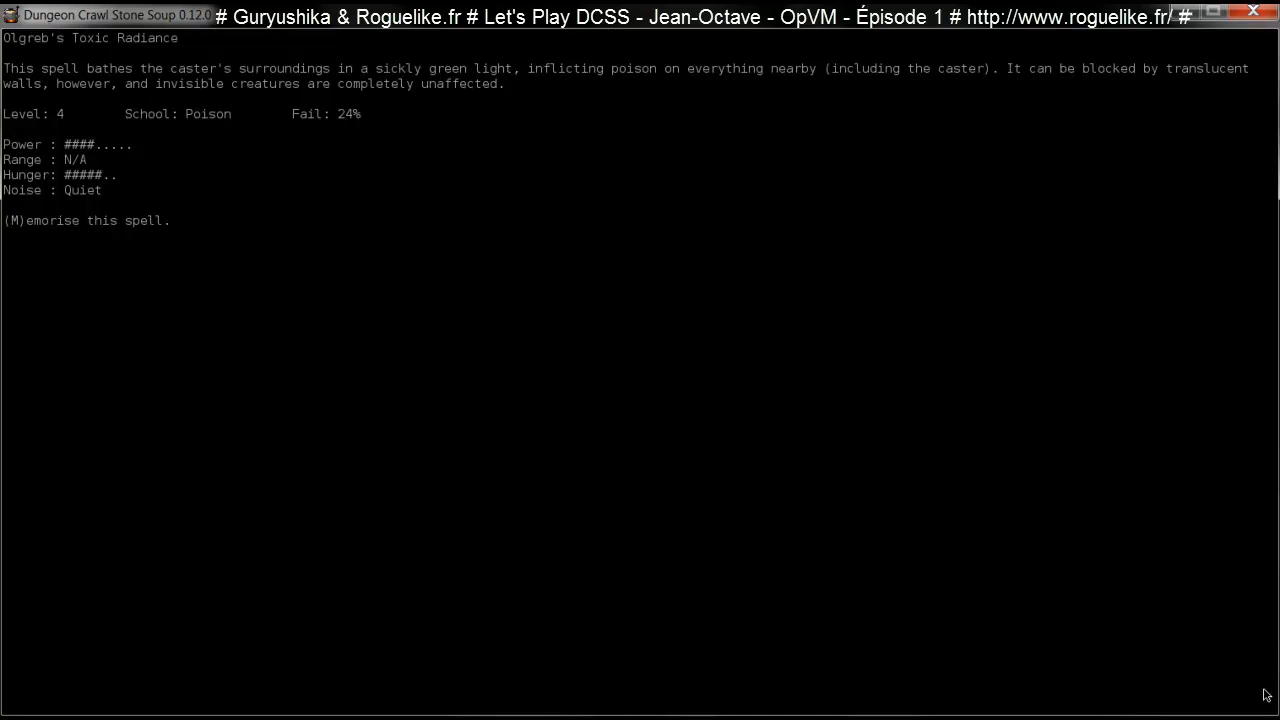 Dungeon Crawl Stone Soup 0.12.0
# Guryushika & Roguelike.fr # Let's Play DCSS - Jean-Octave - OpVM - Épisode 1 # http://www.roguelike.fr/ #
Olgreb's Toxic Radiance
This spell bathes the caster's surroundings in a sickly green light, inflicting poison on everything nearby (including the caster). It can be blocked by translucent
walls, however, and invisible creatures are completely unaffected.
Level: 4 School: Poison Fail: 24%
Power : ####.....
Range : N/A
Hunger: #####..
Noise : Quiet
(M)emorise this spell.